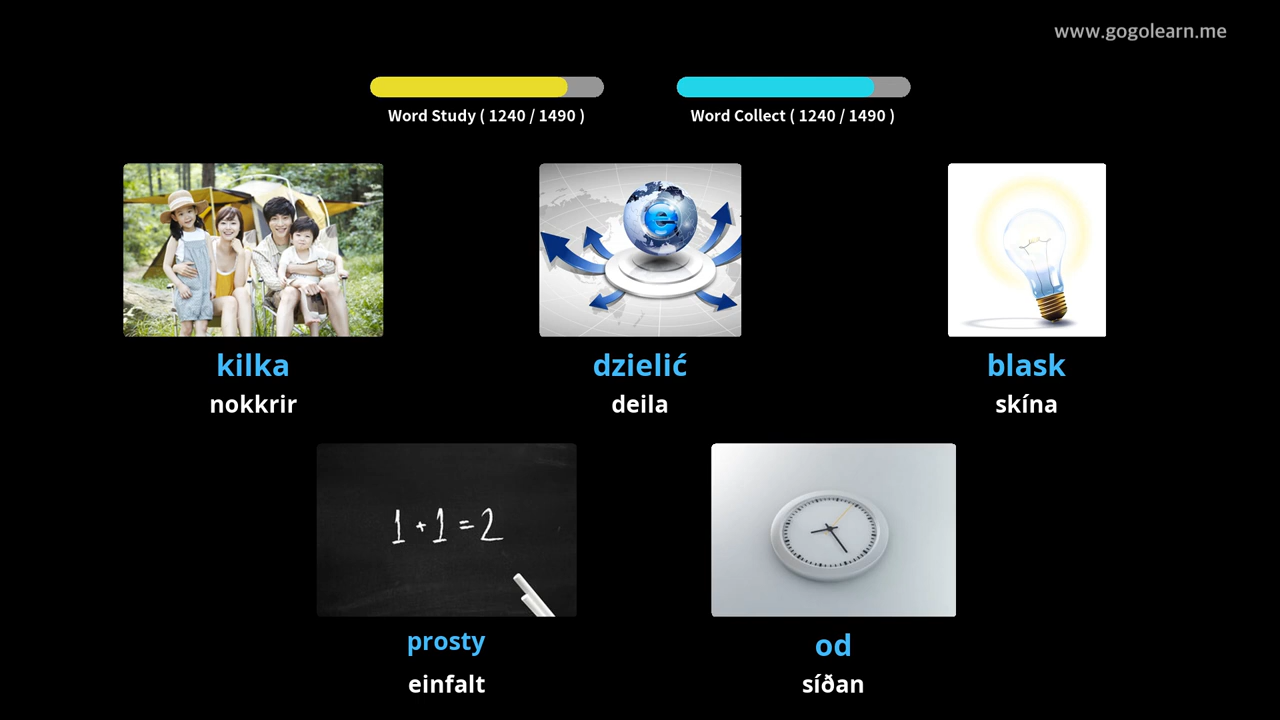 www.gogolearn.me
Word Study ( 1240 / 1490 )
Word Collect ( 1240 / 1490 )
e
kilka
nokkrir
dzielić
deila
blask
skína
1 + 1 = 2
prosty
einfalt
od
síðan